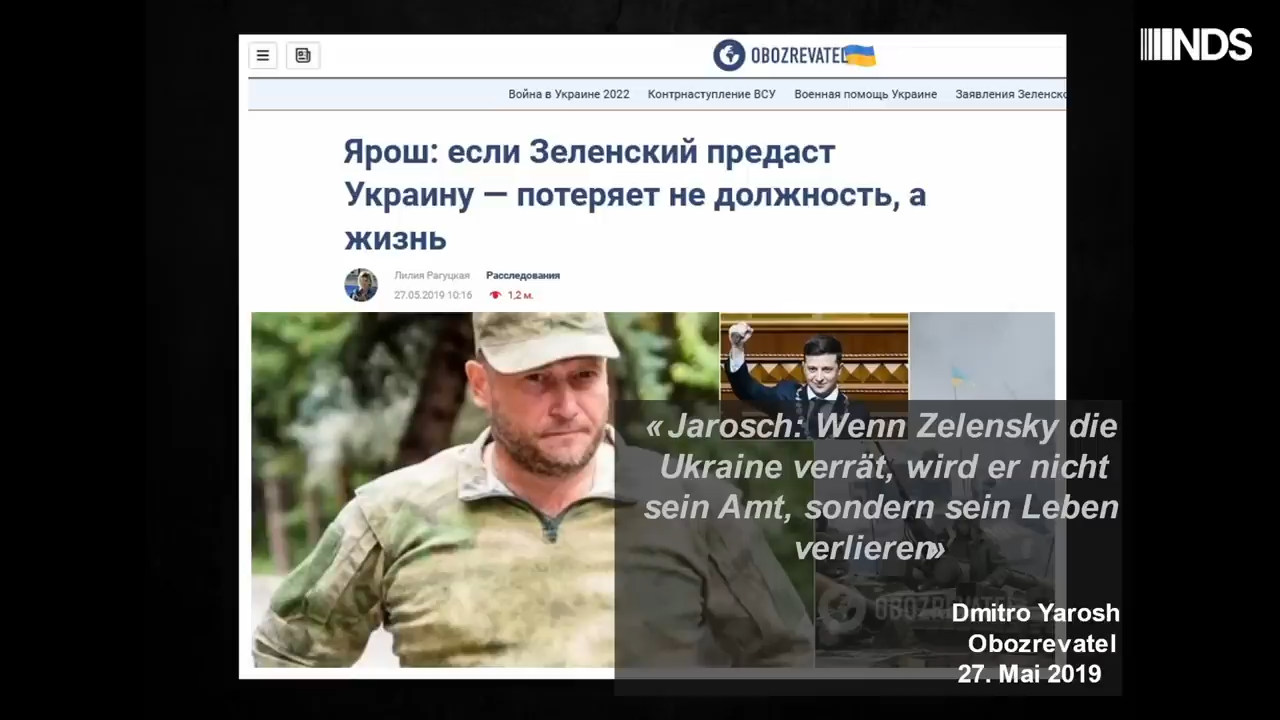 NDS
OBOZREVATEL
Война в Украине 2022 Контрнаступление ВСУ Военная помощь Украине Заявления Зеленско
Ярош: если Зеленский предаст
Украину — потеряет не должность, а
жизнь
Лилия Рагуцкая Расследования
27.05.2019 10:16 1,2 м.
«Jarosch: Wenn Zelensky die
Ukraine verrät, wird er nicht
sein Amt, sondern sein Leben
verlieren»
OBOZREVATEL
Dmitro Yarosh
Obozrevatel
27. Mai 2019